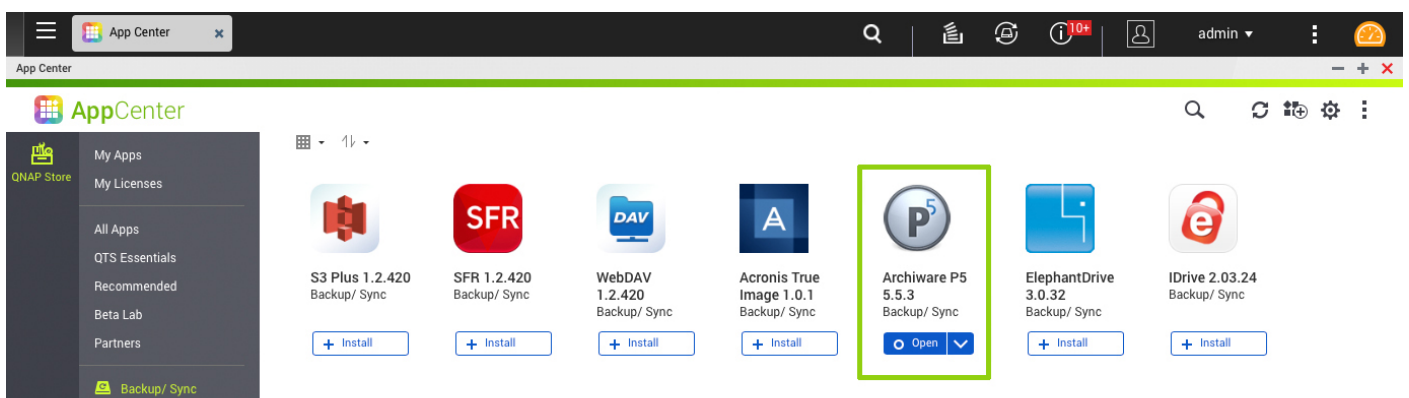 App Center
10+
admin
App Center
AppCenter
QNAP Store
My Apps
My Licenses
All Apps
QTS Essentials
Recommended
Beta Lab
Partners
Backup/ Sync
SFR
DAV
A
P5
e
S3 Plus 1.2.420
Backup/ Sync
+ Install
SFR 1.2.420
Backup/ Sync
+ Install
WebDAV
1.2.420
Backup/ Sync
+ Install
Acronis True
Image 1.0.1
Backup/ Sync
+ Install
Archiware P5
5.5.3
Backup/ Sync
Open
ElephantDrive
3.0.32
Backup/ Sync
+ Install
IDrive 2.03.24
Backup/ Sync
+ Install